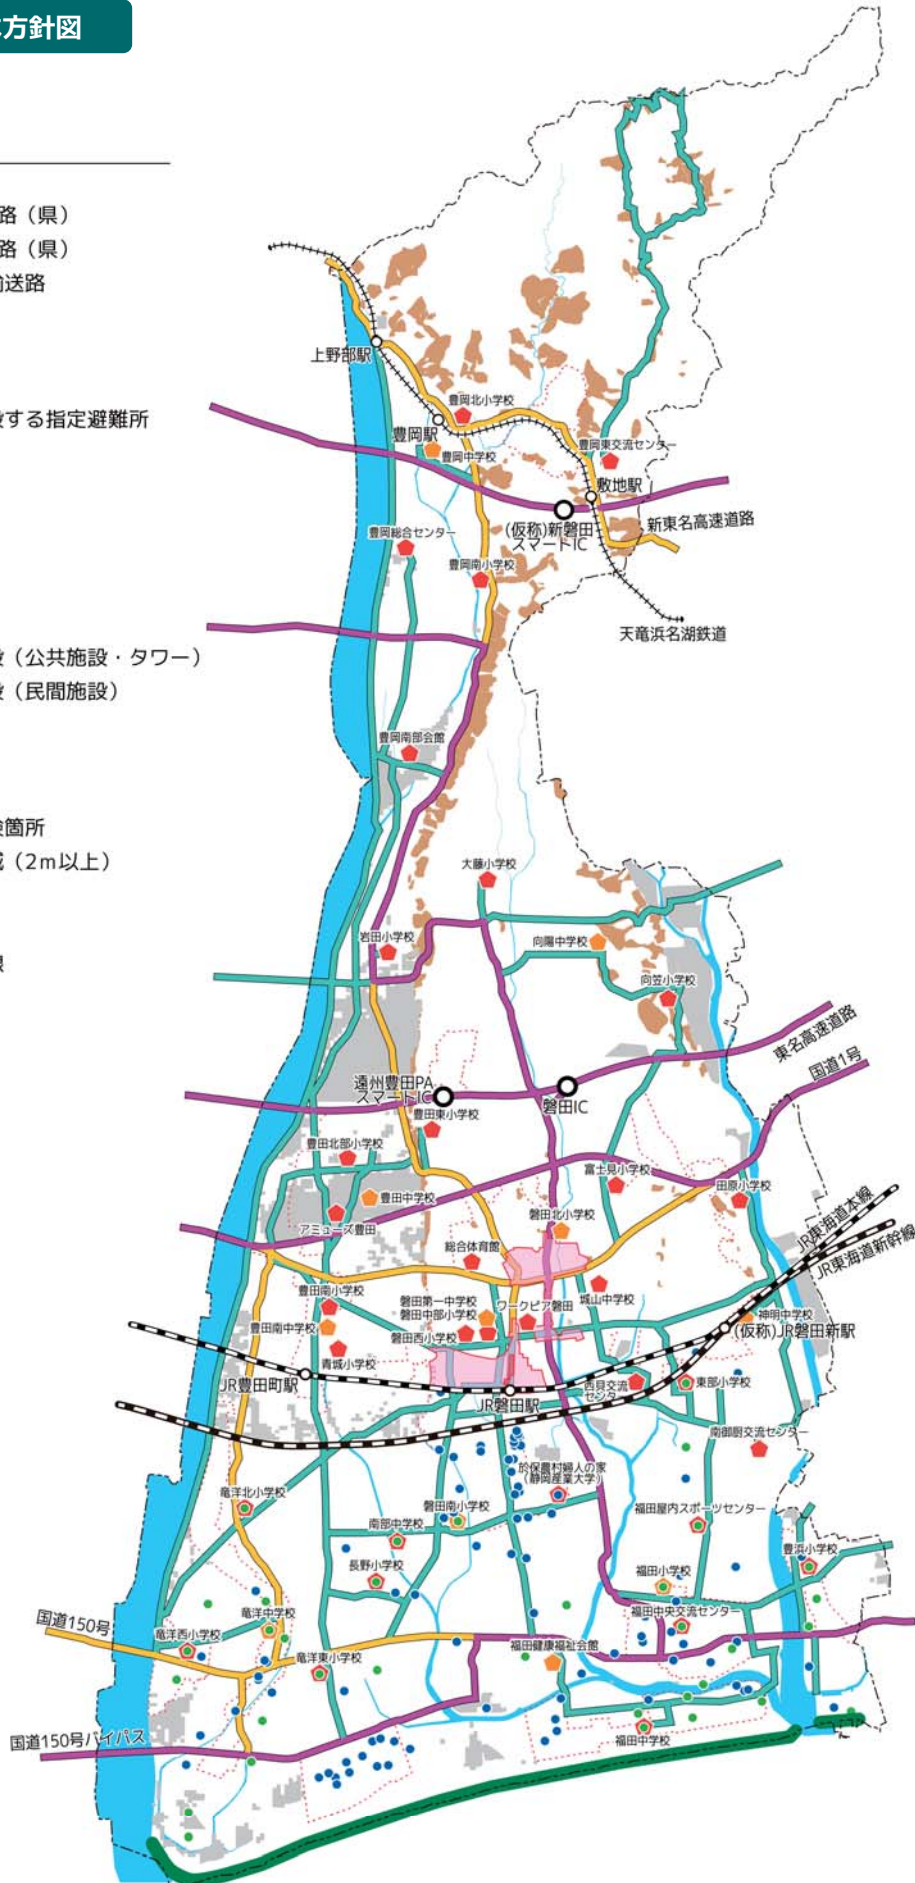 方針図
路（県）
路（県）
輸送路
設する指定避難所
設（公共施設・タワー）
設（民間施設）
険箇所
域（2m以上）
線
上野部駅
豊岡北小学校
豊岡駅
豊岡中学校
豊岡東交流センター
敷地駅
(仮称)新磐田
スマートIC
新東名高速道路
豊岡総合センター
豊岡南小学校
天竜浜名湖鉄道
豊岡南部会館
大藤小学校
岩田小学校
向陽中学校
向笠小学校
東名高速道路
国道1号
遠州豊田PA
スマートIC
磐田IC
豊田東小学校
豊田北部小学校
富士見小学校
豊田中学校
田原小学校
アミューズ豊田
磐田北小学校
JR東海道本線
JR東海道新幹線
総合体育館
豊田南小学校
磐田第一中学校
磐田中部小学校
ワークピア磐田
城山中学校
神明中学校
豊田南中学校
磐田西小学校
(仮称)JR磐田新駅
青城小学校
JR豊田町駅
JR磐田駅
西貝交流
センター
東部小学校
南御厨交流センター
於保農村婦人の家
（静岡産業大学）
竜洋北小学校
磐田南小学校
福田屋内スポーツセンター
南部中学校
豊浜小学校
長野小学校
福田小学校
国道150号
竜洋中学校
福田中央交流センター
竜洋西小学校
福田健康福祉会館
竜洋東小学校
国道150号バイパス
福田中学校